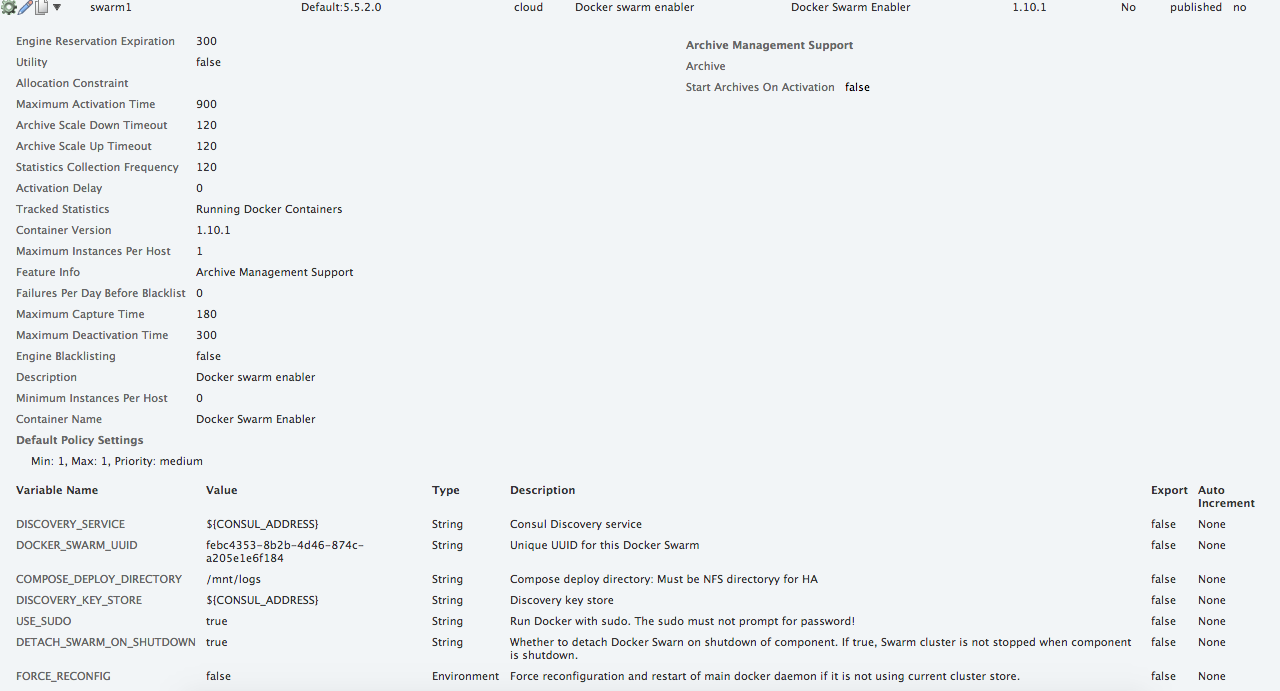 swarm1 Default:5.5.2.0 cloud Docker swarm enabler Docker Swarm Enabler 1.10.1 No published no
Engine Reservation Expiration 300
Utility false
Allocation Constraint
Maximum Activation Time 900
Archive Scale Down Timeout 120
Archive Scale Up Timeout 120
Statistics Collection Frequency 120
Activation Delay 0
Tracked Statistics Running Docker Containers
Container Version 1.10.1
Maximum Instances Per Host 1
Feature Info Archive Management Support
Failures Per Day Before Blacklist 0
Maximum Capture Time 180
Maximum Deactivation Time 300
Engine Blacklisting false
Description Docker swarm enabler
Minimum Instances Per Host 0
Container Name Docker Swarm Enabler
Default Policy Settings
Min: 1, Max: 1, Priority: medium
Archive Management Support
Archive
Start Archives On Activation false
Variable Name Value Type Description Export Auto
Increment
DISCOVERY_SERVICE ${CONSUL_ADDRESS} String Consul Discovery service false None
DOCKER_SWARM_UUID febc4353-8b2b-4d46-874c- String Unique UUID for this Docker Swarm false None
a205e1e6f184
COMPOSE_DEPLOY_DIRECTORY /mnt/logs String Compose deploy directory: Must be NFS directoryy for HA false None
DISCOVERY_KEY_STORE ${CONSUL_ADDRESS} String Discovery key store false None
USE_SUDO true String Run Docker with sudo. The sudo must not prompt for password! false None
DETACH_SWARM_ON_SHUTDOWN true String Whether to detach Docker Swarn on shutdown of component. If true, Swarm cluster is not stopped when component false None
is shutdown.
FORCE_RECONFIG false Environment Force reconfiguration and restart of main docker daemon if it is not using current cluster store. false None